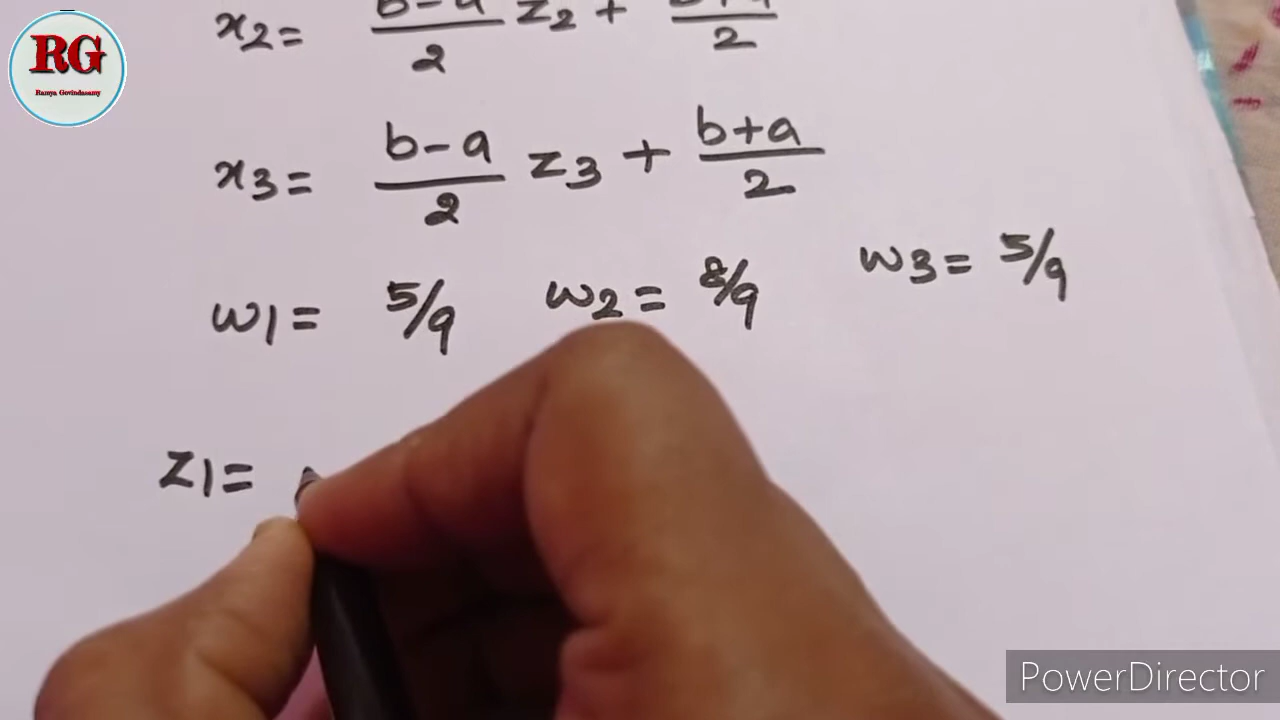 RG
Ramya Govindasamy
x2 = b-a/2 z2 + b+a/2
x3 = b-a/2 z3 + b+a/2
w1 = 5/9 w2 = 8/9 w3 = 5/9
z1 =
PowerDirector